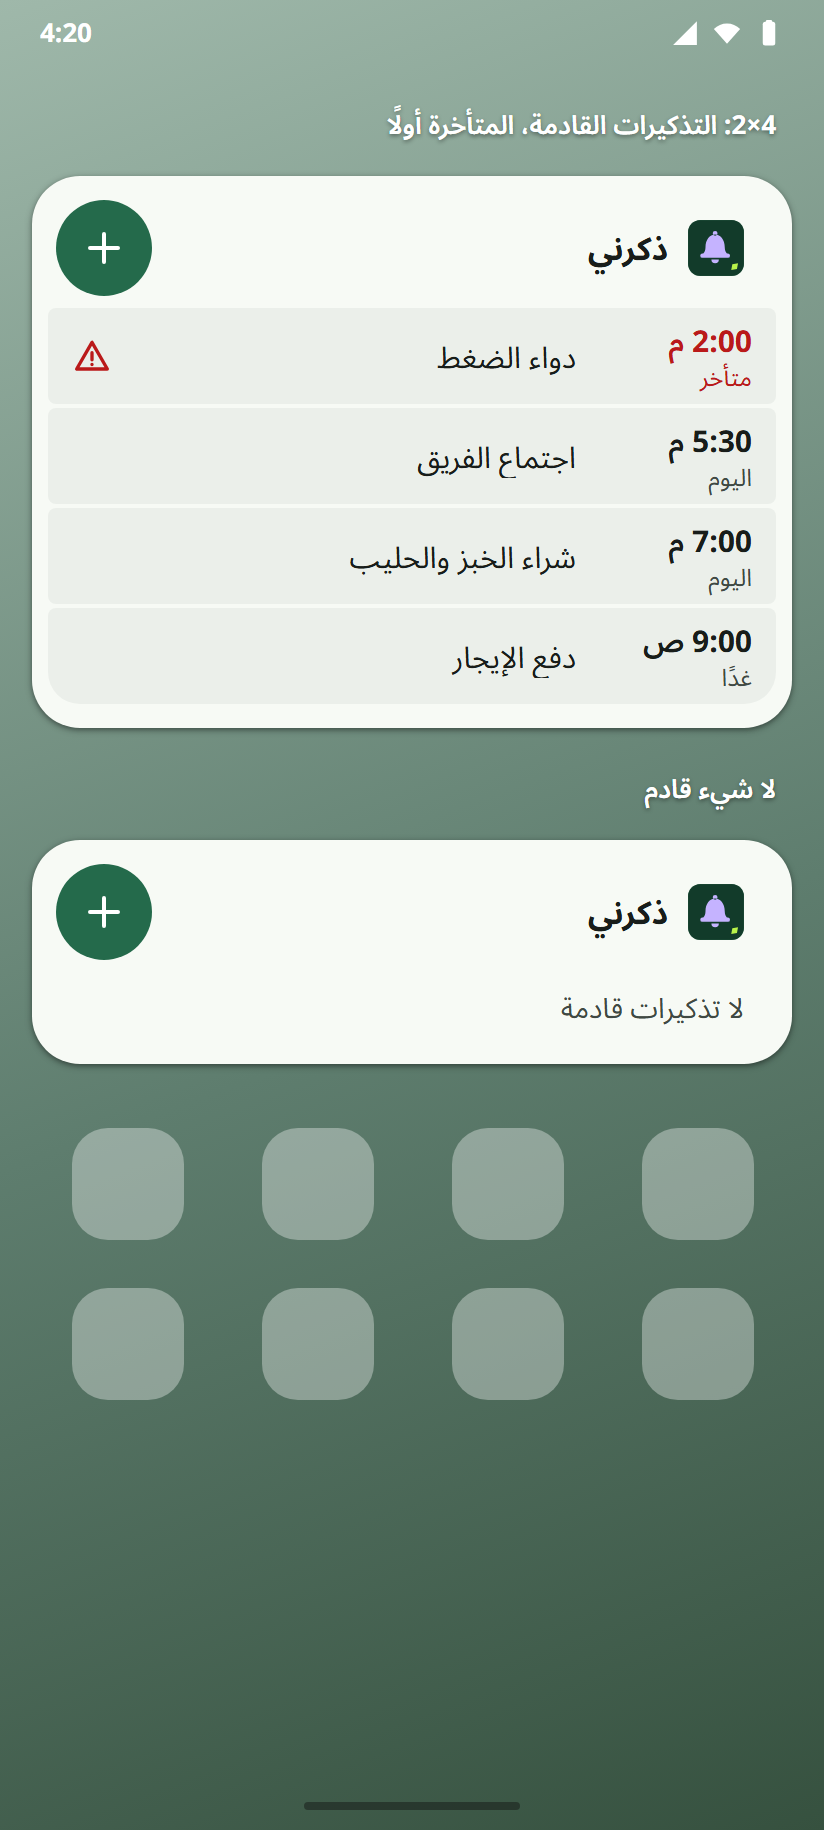 4:20
4×2: التذكيرات القادمة، المتأخرة أولًا
ذكرني
2:00 م
متأخر
دواء الضغط
5:30 م
اليوم
اجتماع الفريق
7:00 م
اليوم
شراء الخبز والحليب
9:00 ص
غدًا
دفع الإيجار
لا شيء قادم
ذكرني
لا تذكيرات قادمة